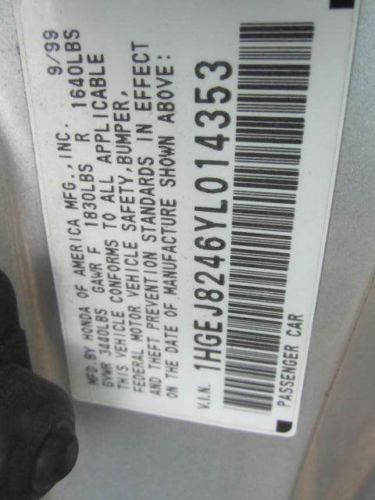 MFD. BY HONDA OF AMERICA MFG., INC. 9/99
GVWR 3440LBS GAWR F 1830LBS R 1640LBS
THIS VEHICLE CONFORMS TO ALL APPLICABLE
FEDERAL MOTOR VEHICLE SAFETY, BUMPER,
AND THEFT PREVENTION STANDARDS IN EFFECT
ON THE DATE OF MANUFACTURE SHOWN ABOVE:
V.I.N. 1HGEJ8246YL014353
PASSENGER CAR